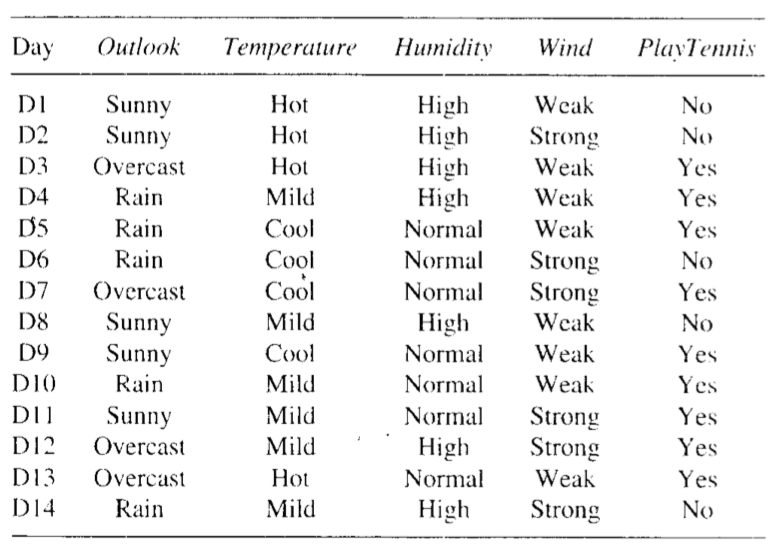 Day Outlook Temperature Humidity Wind PlayTennis
D1 Sunny Hot High Weak No
D2 Sunny Hot High Strong No
D3 Overcast Hot High Weak Yes
D4 Rain Mild High Weak Yes
D5 Rain Cool Normal Weak Yes
D6 Rain Cool Normal Strong No
D7 Overcast Cool Normal Strong Yes
D8 Sunny Mild High Weak No
D9 Sunny Cool Normal Weak Yes
D10 Rain Mild Normal Weak Yes
D11 Sunny Mild Normal Strong Yes
D12 Overcast Mild High Strong Yes
D13 Overcast Hot Normal Weak Yes
D14 Rain Mild High Strong No